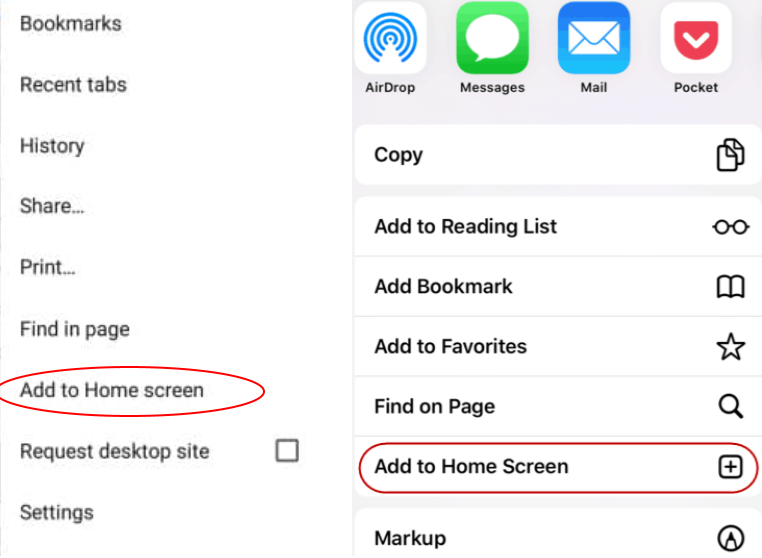 Bookmarks
Recent tabs
History
Share...
Print...
Find in page
Add to Home screen
Request desktop site
Settings
AirDrop
Messages
Mail
Pocket
Copy
Add to Reading List
Add Bookmark
Add to Favorites
Find on Page
Add to Home Screen
Markup